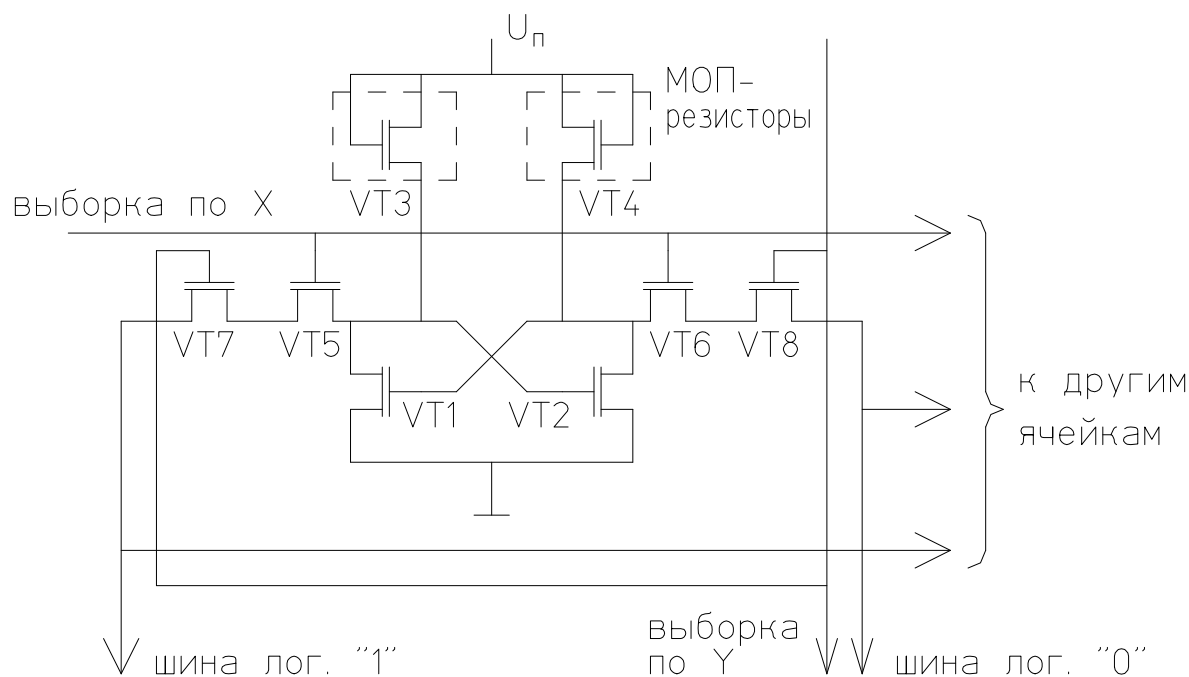 Uп
МОП-
резисторы
VT3
VT4
выборка по X
VT7
VT5
VT6
VT8
VT1
VT2
к другим
ячейкам
шина лог. "1"
выборка
по Y
шина лог. "0"